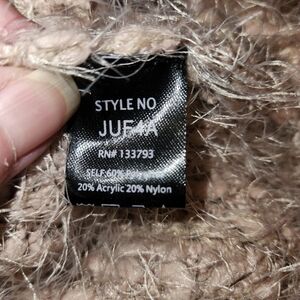 STYLE NO
JUF4A
RN# 133793
SELF:60%
20% Acrylic 20% Nylon